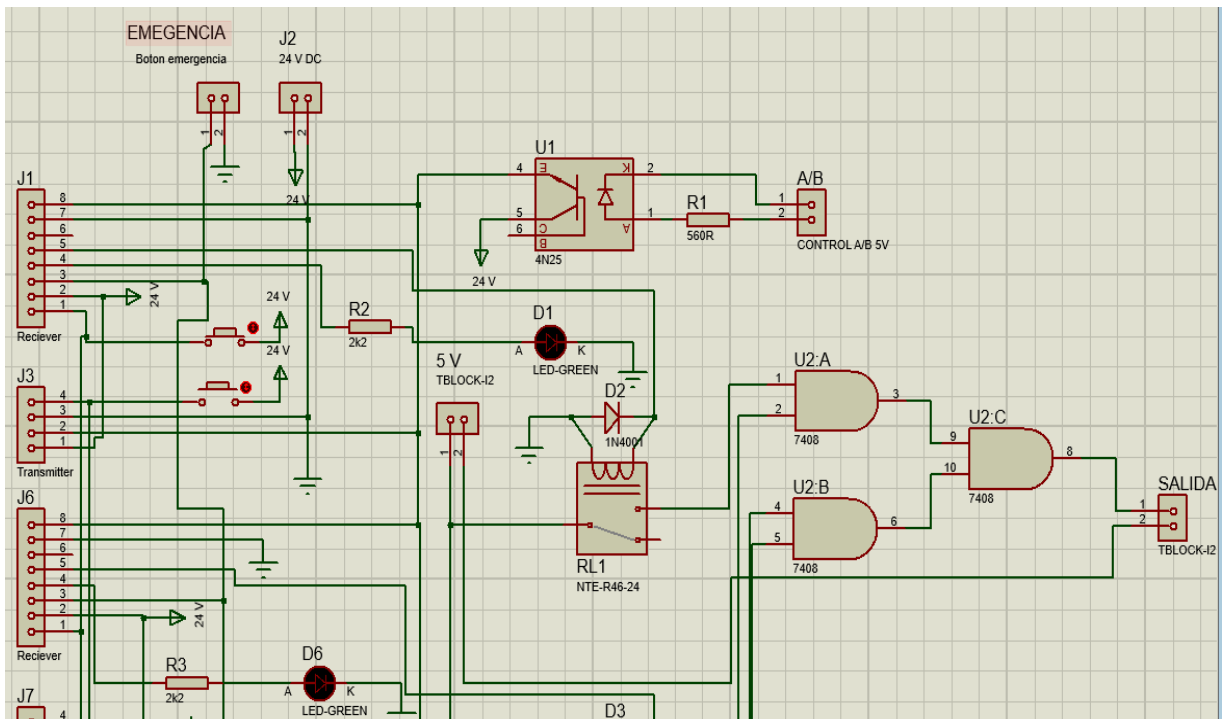 EMEGENCIA
Boton emergencia
J2
24 V DC
1
2
1
2
24 V
J1
8
7
6
5
4
3
2
1
Reciever
24 V
U1
4
5
6
E
C
B
K
A
2
1
4N25
24 V
R1
560R
A/B
1
2
CONTROL A/B 5V
24 V
24 V
R2
2k2
D1
A
K
LED-GREEN
J3
4
3
2
1
Transmitter
5 V
TBLOCK-I2
1
2
D2
1N4001
RL1
NTE-R46-24
U2:A
1
2
3
7408
U2:B
4
5
6
7408
U2:C
9
10
8
7408
SALIDA
1
2
TBLOCK-I2
J6
8
7
6
5
4
3
2
1
Reciever
24 V
R3
2k2
D6
A
K
LED-GREEN
J7
4
D3